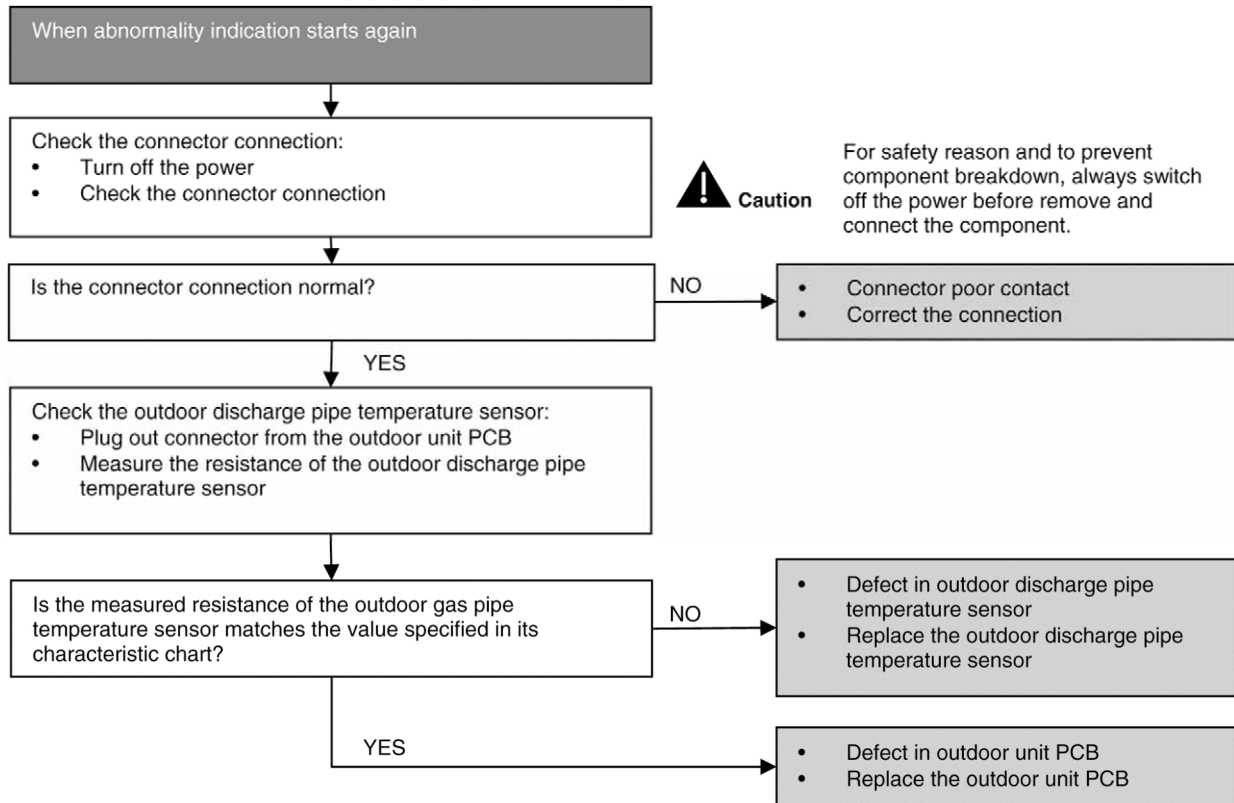 When abnormality indication starts again
Check the connector connection:
• Turn off the power
• Check the connector connection
For safety reason and to prevent
component breakdown, always switch
off the power before remove and
connect the component.
Caution
Is the connector connection normal?
NO
• Connector poor contact
• Correct the connection
YES
Check the outdoor discharge pipe temperature sensor:
• Plug out connector from the outdoor unit PCB
• Measure the resistance of the outdoor discharge pipe
temperature sensor
Is the measured resistance of the outdoor gas pipe
temperature sensor matches the value specified in its
characteristic chart?
NO
• Defect in outdoor discharge pipe
temperature sensor
• Replace the outdoor discharge pipe
temperature sensor
YES
• Defect in outdoor unit PCB
• Replace the outdoor unit PCB